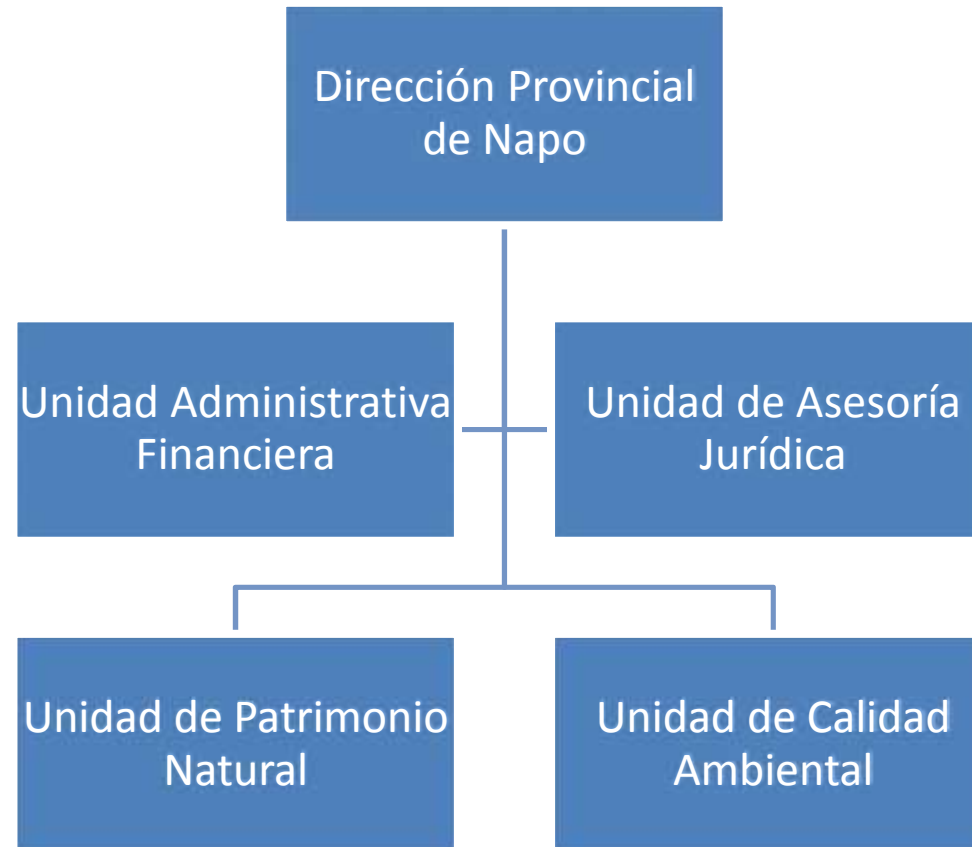 Dirección Provincial
de Napo
Unidad Administrativa
Financiera
Unidad de Asesoría
Jurídica
Unidad de Patrimonio
Natural
Unidad de Calidad
Ambiental